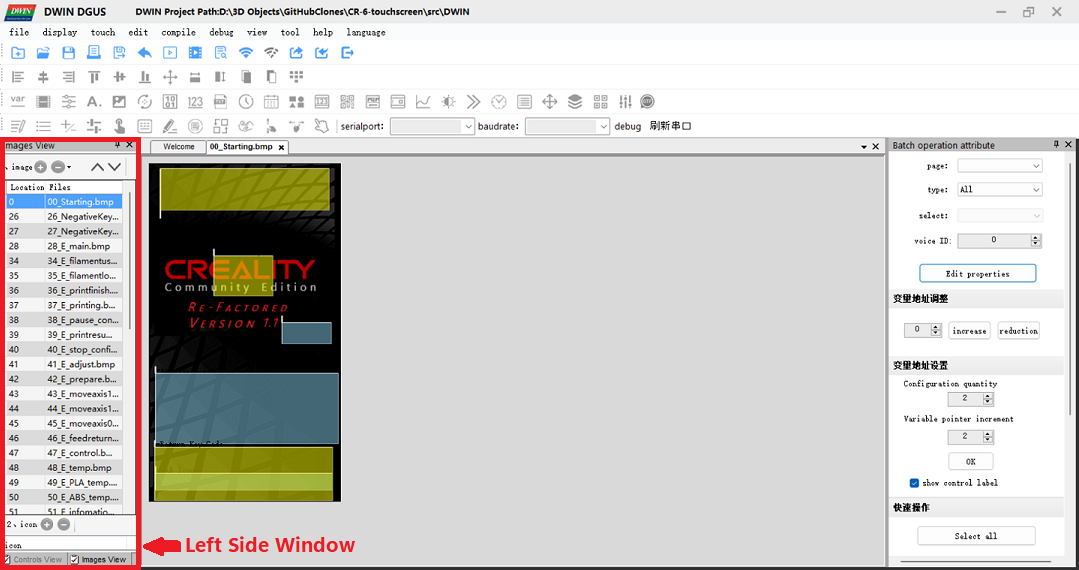 DWIN DWIN DGUS DWIN Project Path:D:\3D Objects\GitHubClones\CR-6-touchscreen\src\DWIN
file display touch edit compile debug view tool help language
var A. 123
serialport: baudrate: debug 刷新串口
Images View
Welcome 00_Starting.bmp
Batch operation attribute
image
Location Files
0 00_Starting.bmp
26 26_NegativeKey...
27 27_NegativeKey...
28 28_E_main.bmp
34 34_E_filamentus...
35 35_E_filamentlo...
36 36_E_printfinish....
37 37_E_printing.b...
38 38_E_pause_con...
39 39_E_printresu...
40 40_E_stop_confi...
41 41_E_adjust.bmp
42 42_E_prepare.b...
43 43_E_moveaxis1...
44 44_E_moveaxis1...
45 45_E_moveaxis0...
46 46_E_feedreturn...
47 47_E_control.b...
48 48_E_temp.bmp
49 49_E_PLA_temp....
50 50_E_ABS_temp....
51 51_E_infomatio...
2、icon
icon
Controls View Images View
CREALITY
Community Edition
Re-Factored
Version 1.1
Left Side Window
page:
type: All
select:
voice ID: 0
Edit properties
变量地址调整
0 increase reduction
变量地址设置
Configuration quantity
2
Variable pointer increment
2
OK
show control label
快速操作
Select all